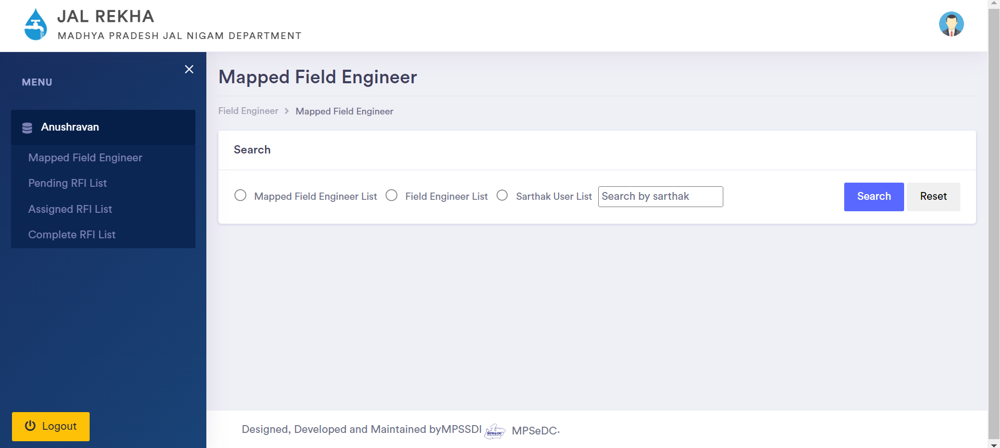 JAL REKHA
MADHYA PRADESH JAL NIGAM DEPARTMENT
MENU
Anushravan
Mapped Field Engineer
Pending RFI List
Assigned RFI List
Complete RFI List
Logout
Mapped Field Engineer
Field Engineer > Mapped Field Engineer
Search
Mapped Field Engineer List Field Engineer List Sarthak User List Search by sarthak Search Reset
Designed, Developed and Maintained byMPSSDI MPSeDC MPSeDC.